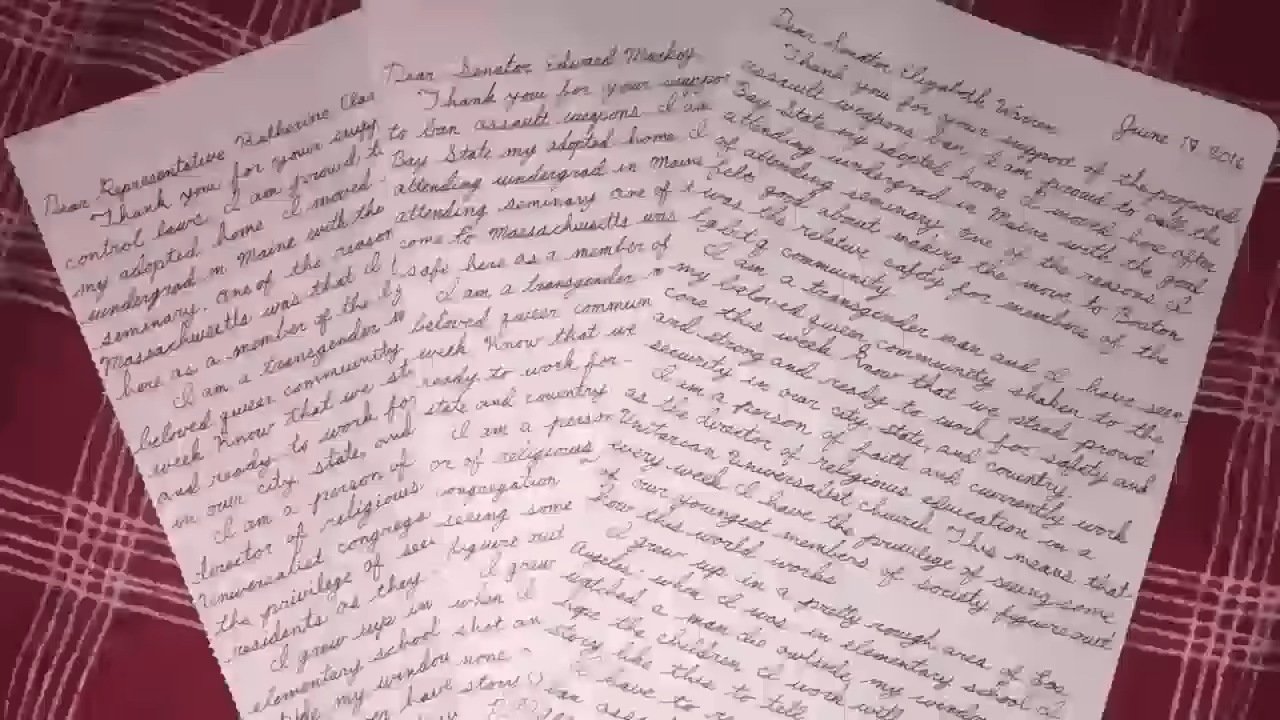 Dear Representative Katherine Clar
Thank you for your supp
control laws. I am proud to
my adopted home I moved
undergrad in Maine with the
seminary. One of the reason
Massachusetts was that I
here as a member of the
I am a transgender m
beloved queer community
week Know that we st
and ready to work for
in our city, state, and
I am a person of
director of religious
Universalist congrega
the privilege of see
residents as they
I grew up in
elementary school
my window none
have story
Dear Senator Edward Markey
Thank you for your suppo
to ban assault weapons. I am
Bay State my adopted home I
attending undergrad in Maine
attending seminary one of
come to Massachusetts was
safe here as a member of
I am a transgender m
beloved queer commun
week. Know that we
ready to work for
state and country
I am a person
or of religious
congregation
seeing some
figure out
I grew
when I
shot an
June 17 2016
Dear Senator Elizabeth Warren
Thank you for your support of the proposed
assault weapons ban. I am proud to call the
Bay State my adopted home I moved here after
attending undergrad in Maine with the good
of attending seminary, One of the reasons I
felt good about making the move to Boston
was the relative safety for members of the
lgbtq community
I am a transgender man and I have seen
my beloved queer community shaken to the
core this week Know that we stand proud
and strong and ready to work for safety and
security in our city, state, and country.
I am a person of faith and currently work
as the director of religious education in a
Unitarian Universalist church. This means that
every week I have the privilege of seeing some
of our youngest members of society figure out
how this world works
I grew up in a pretty rough area of Los
Angeles. when I was in elementary school I
watched a man die outside my window
hope the children I work with
story like this to tell
I have to